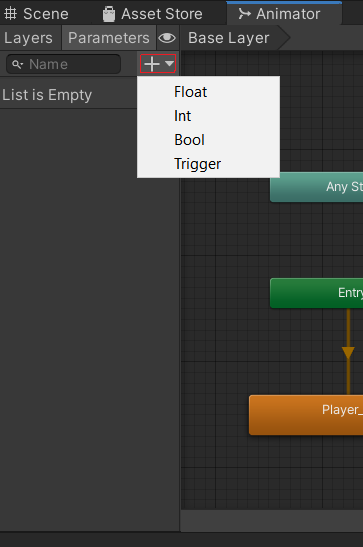 Scene Asset Store Animator
Layers Parameters Base Layer
Name
List is Empty
Float
Int
Bool
Trigger
Any St
Entry
Player_